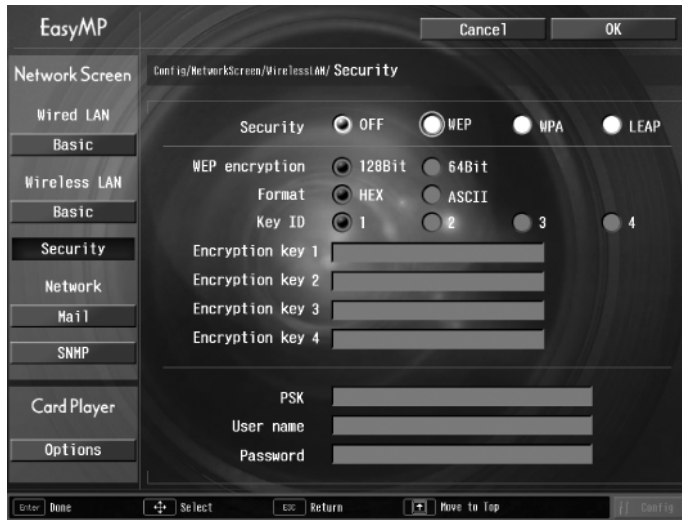 EasyMP
Cancel
OK
Network Screen
Config/NetworkScreen/WirelessLAN/ Security
Wired LAN
Basic
Wireless LAN
Basic
Security
Network
Mail
SNMP
Card Player
Options
Security OFF WEP WPA LEAP
WEP encryption 128Bit 64Bit
Format HEX ASCII
Key ID 1 2 3 4
Encryption key 1
Encryption key 2
Encryption key 3
Encryption key 4
PSK
User name
Password
Enter Done Select ESC Return Move to Top Config